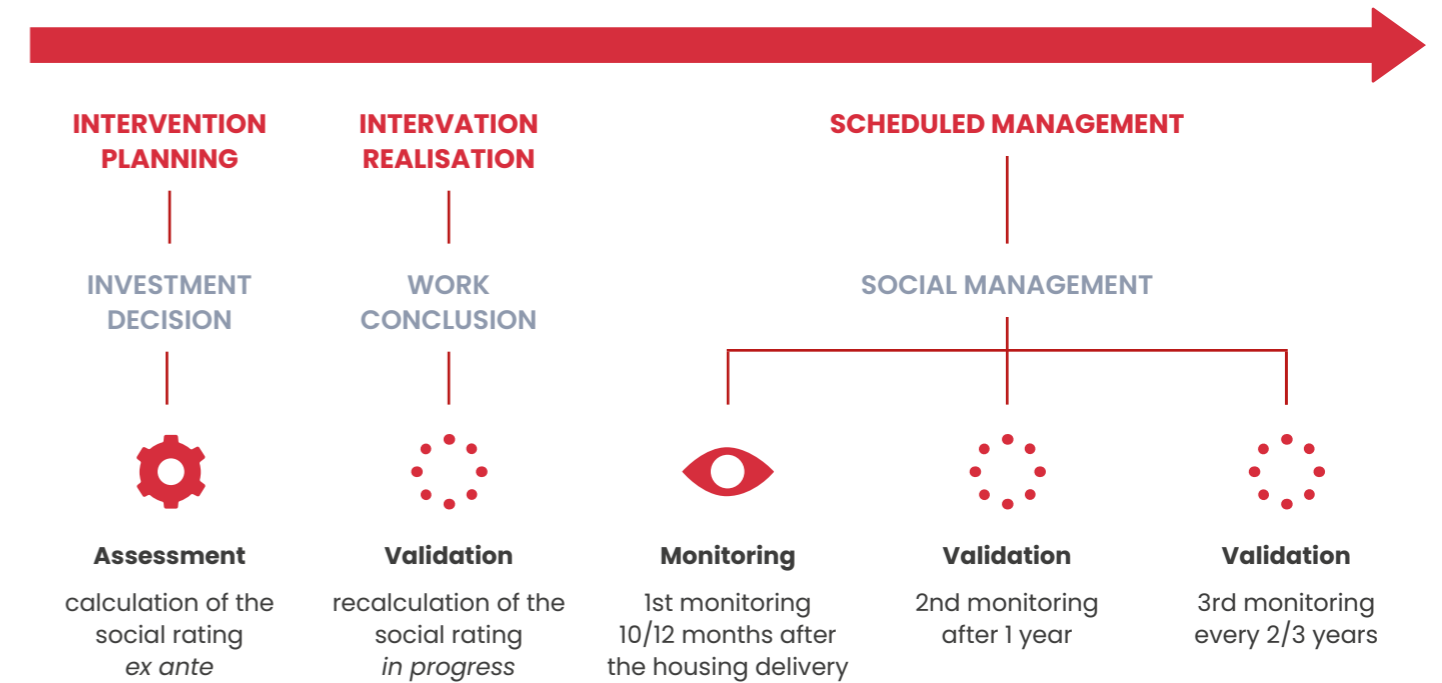 INTERVENTION
PLANNING
INTERVATION
REALISATION
SCHEDULED MANAGEMENT
INVESTMENT
DECISION
WORK
CONCLUSION
SOCIAL MANAGEMENT
Assessment
calculation of the
social rating
ex ante
Validation
recalculation of the
social rating
in progress
Monitoring
1st monitoring
10/12 months after
the housing delivery
Validation
2nd monitoring
after 1 year
Validation
3rd monitoring
every 2/3 years